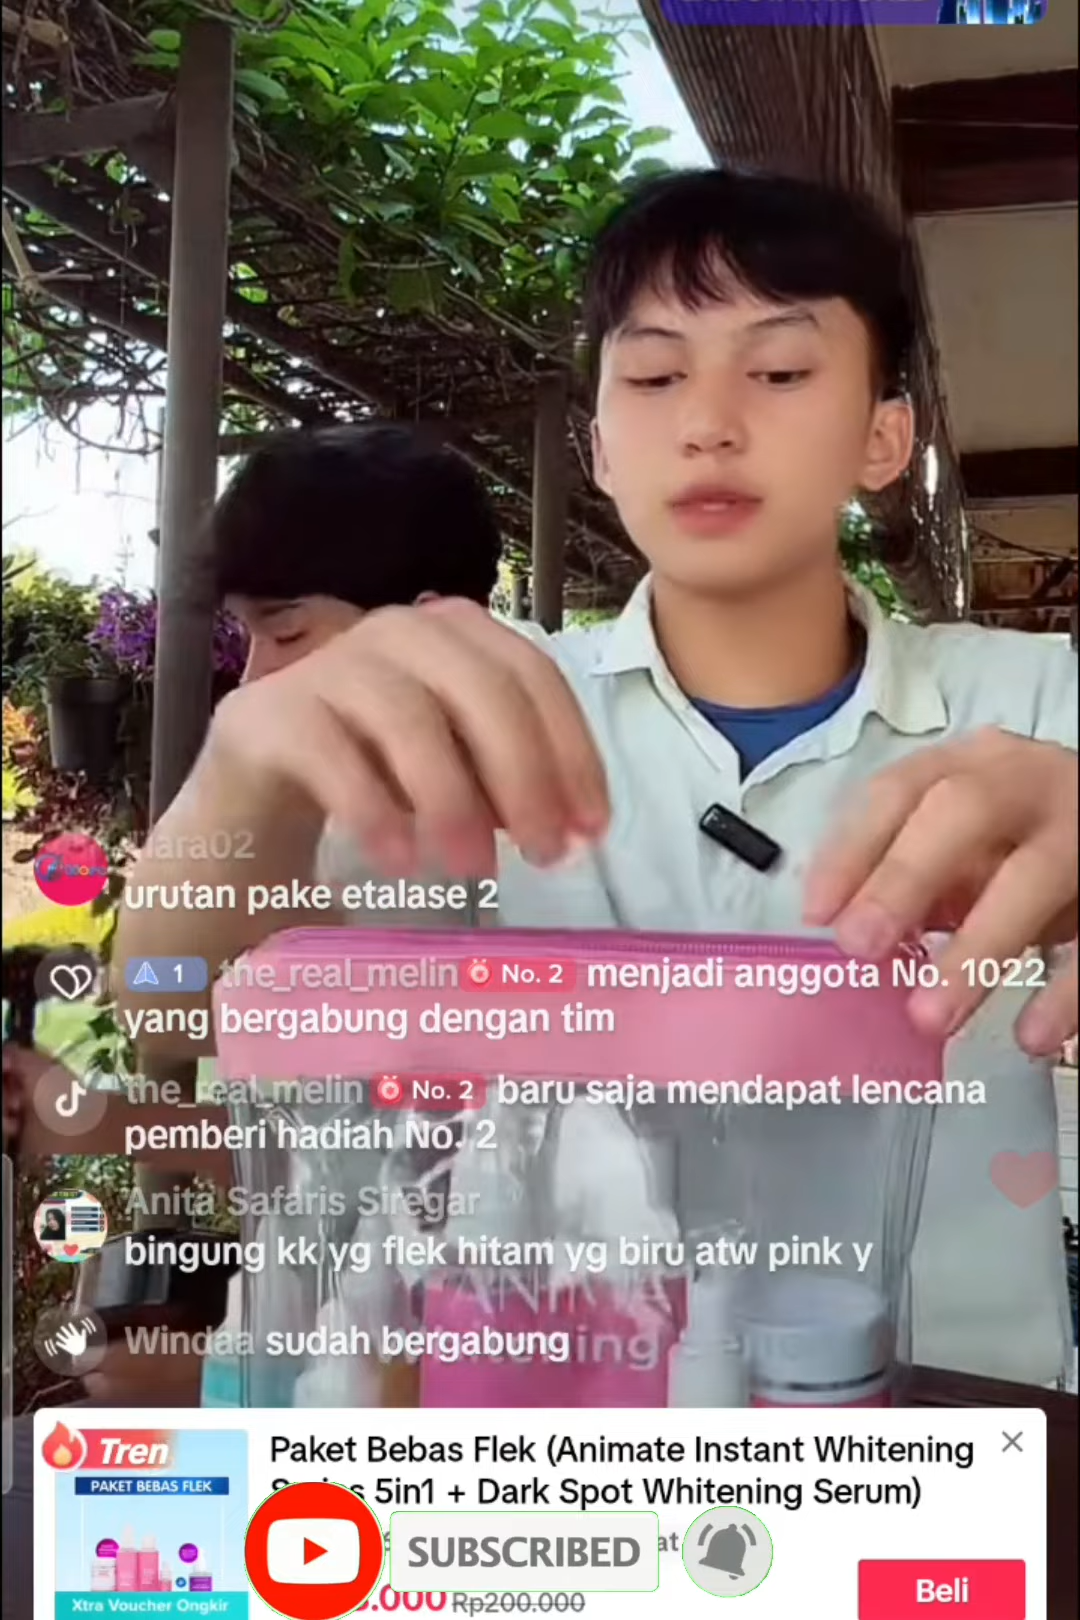 urutan pake etalase 2
1 the_real_melin No. 2 menjadi anggota No. 1022
yang bergabung dengan tim
the_real_melin No. 2 baru saja mendapat lencana
pemberi hadiah No. 2
Anita Safaris Siregar
bingung kk yg flek hitam yg biru atw pink y
Windaa sudah bergabung
Tren
PAKET BEBAS FLEK
Xtra Voucher Ongkir
Paket Bebas Flek (Animate Instant Whitening
5in1 + Dark Spot Whitening Serum)
SUBSCRIBED
.000 Rp200.000
Beli